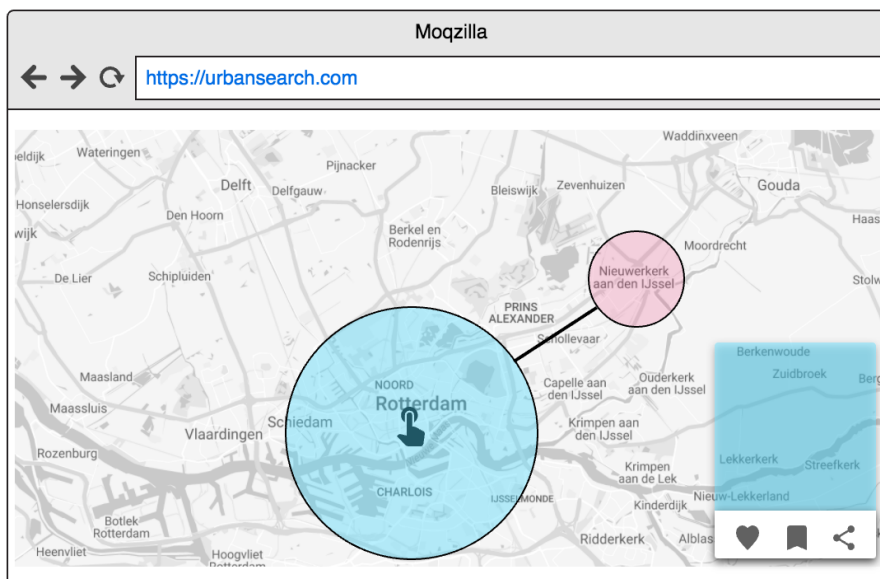 Moqzilla
https://urbansearch.com
Waddinxveen
eldijk
Wateringen
Pijnacker
Delft
Delfgauw
Bleiswijk
Zevenhuizen
Gouda
Honselersdijk
Den Hoorn
wijk
Berkel en
Rodenrijs
Haas
Moordrecht
De Lier
Schipluiden
Nieuwerkerk
aan den IJssel
Stolw
PRINS
ALEXANDER
Schollevaar
Berkenwoude
Zuidbroek
Berg
Maasland
NOORD
Rotterdam
Capelle aan
den IJssel
Ouderkerk
aan den IJssel
Maassluis
Schiedam
Vlaardingen
Krimpen aan
den IJssel
Rozenburg
Krimpen
aan de Lek
Lekkerkerk
Streefkerk
CHARLOIS
IJSSELMONDE
Nieuw-Lekkerland
Kinderdijk
Botlek
Rotterdam
Ridderkerk
Alblas
Heenvliet
Hoogvliet
Rotterdam